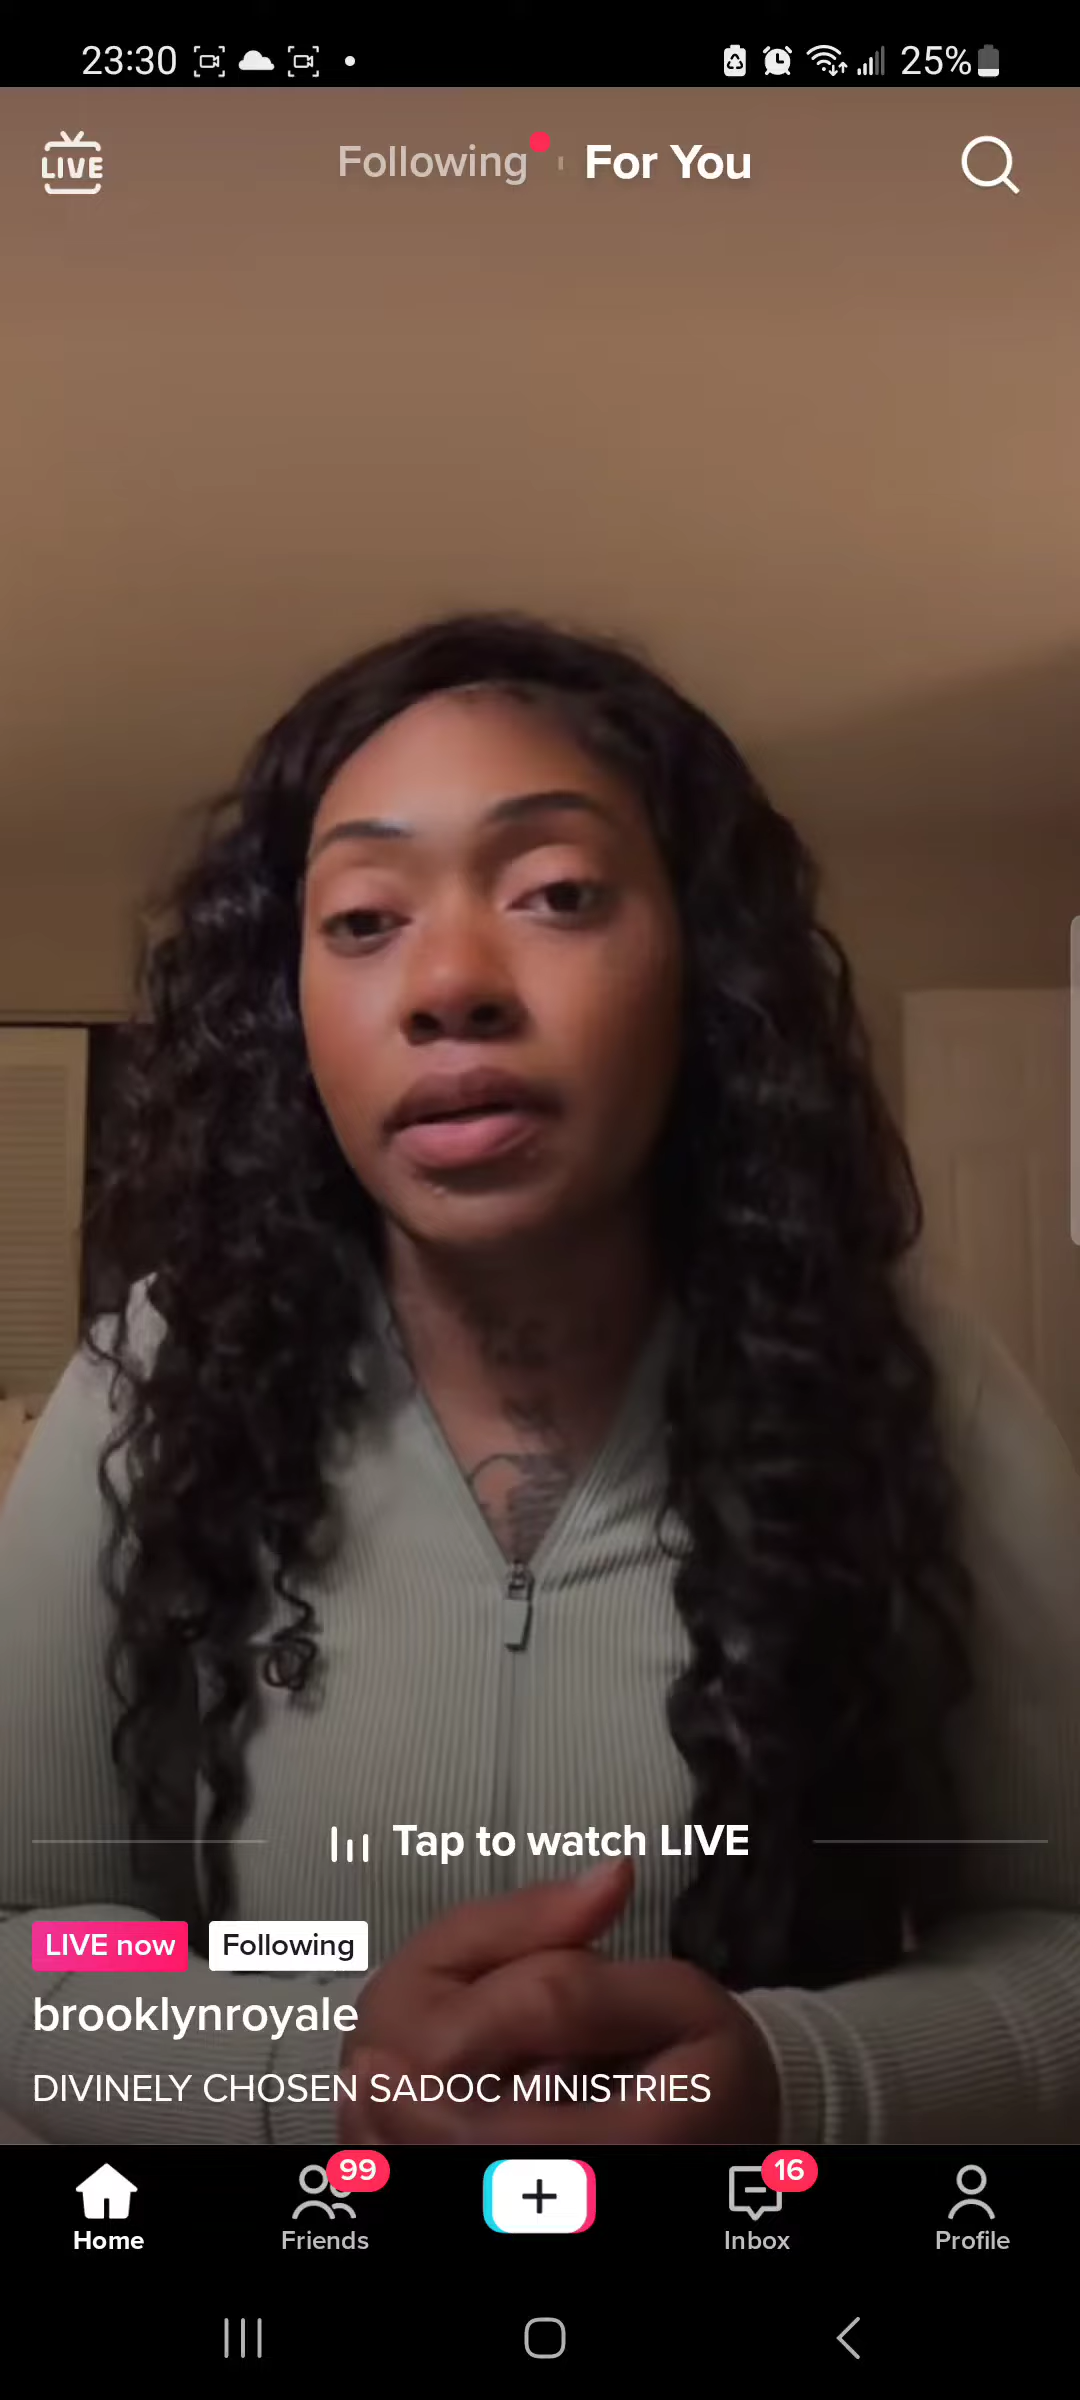 23:30
25%
LIVE
Following
For You
Tap to watch LIVE
LIVE now
Following
brooklynroyale
DIVINELY CHOSEN SADOC MINISTRIES
99
16
Home
Friends
Inbox
Profile